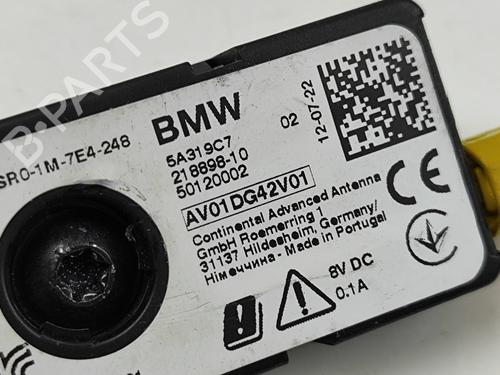 BMW
SR0-1M-7E4-248
5A319C7
02
12-07-22
218898-10
50120002
AV01DG42V01
Continental Advanced Antenna
GmbH Roemerring 1
31137 Hildesheim, Germany/
Німеччина - Made in Portugal
CE
8V DC
0.1A
B-Parts